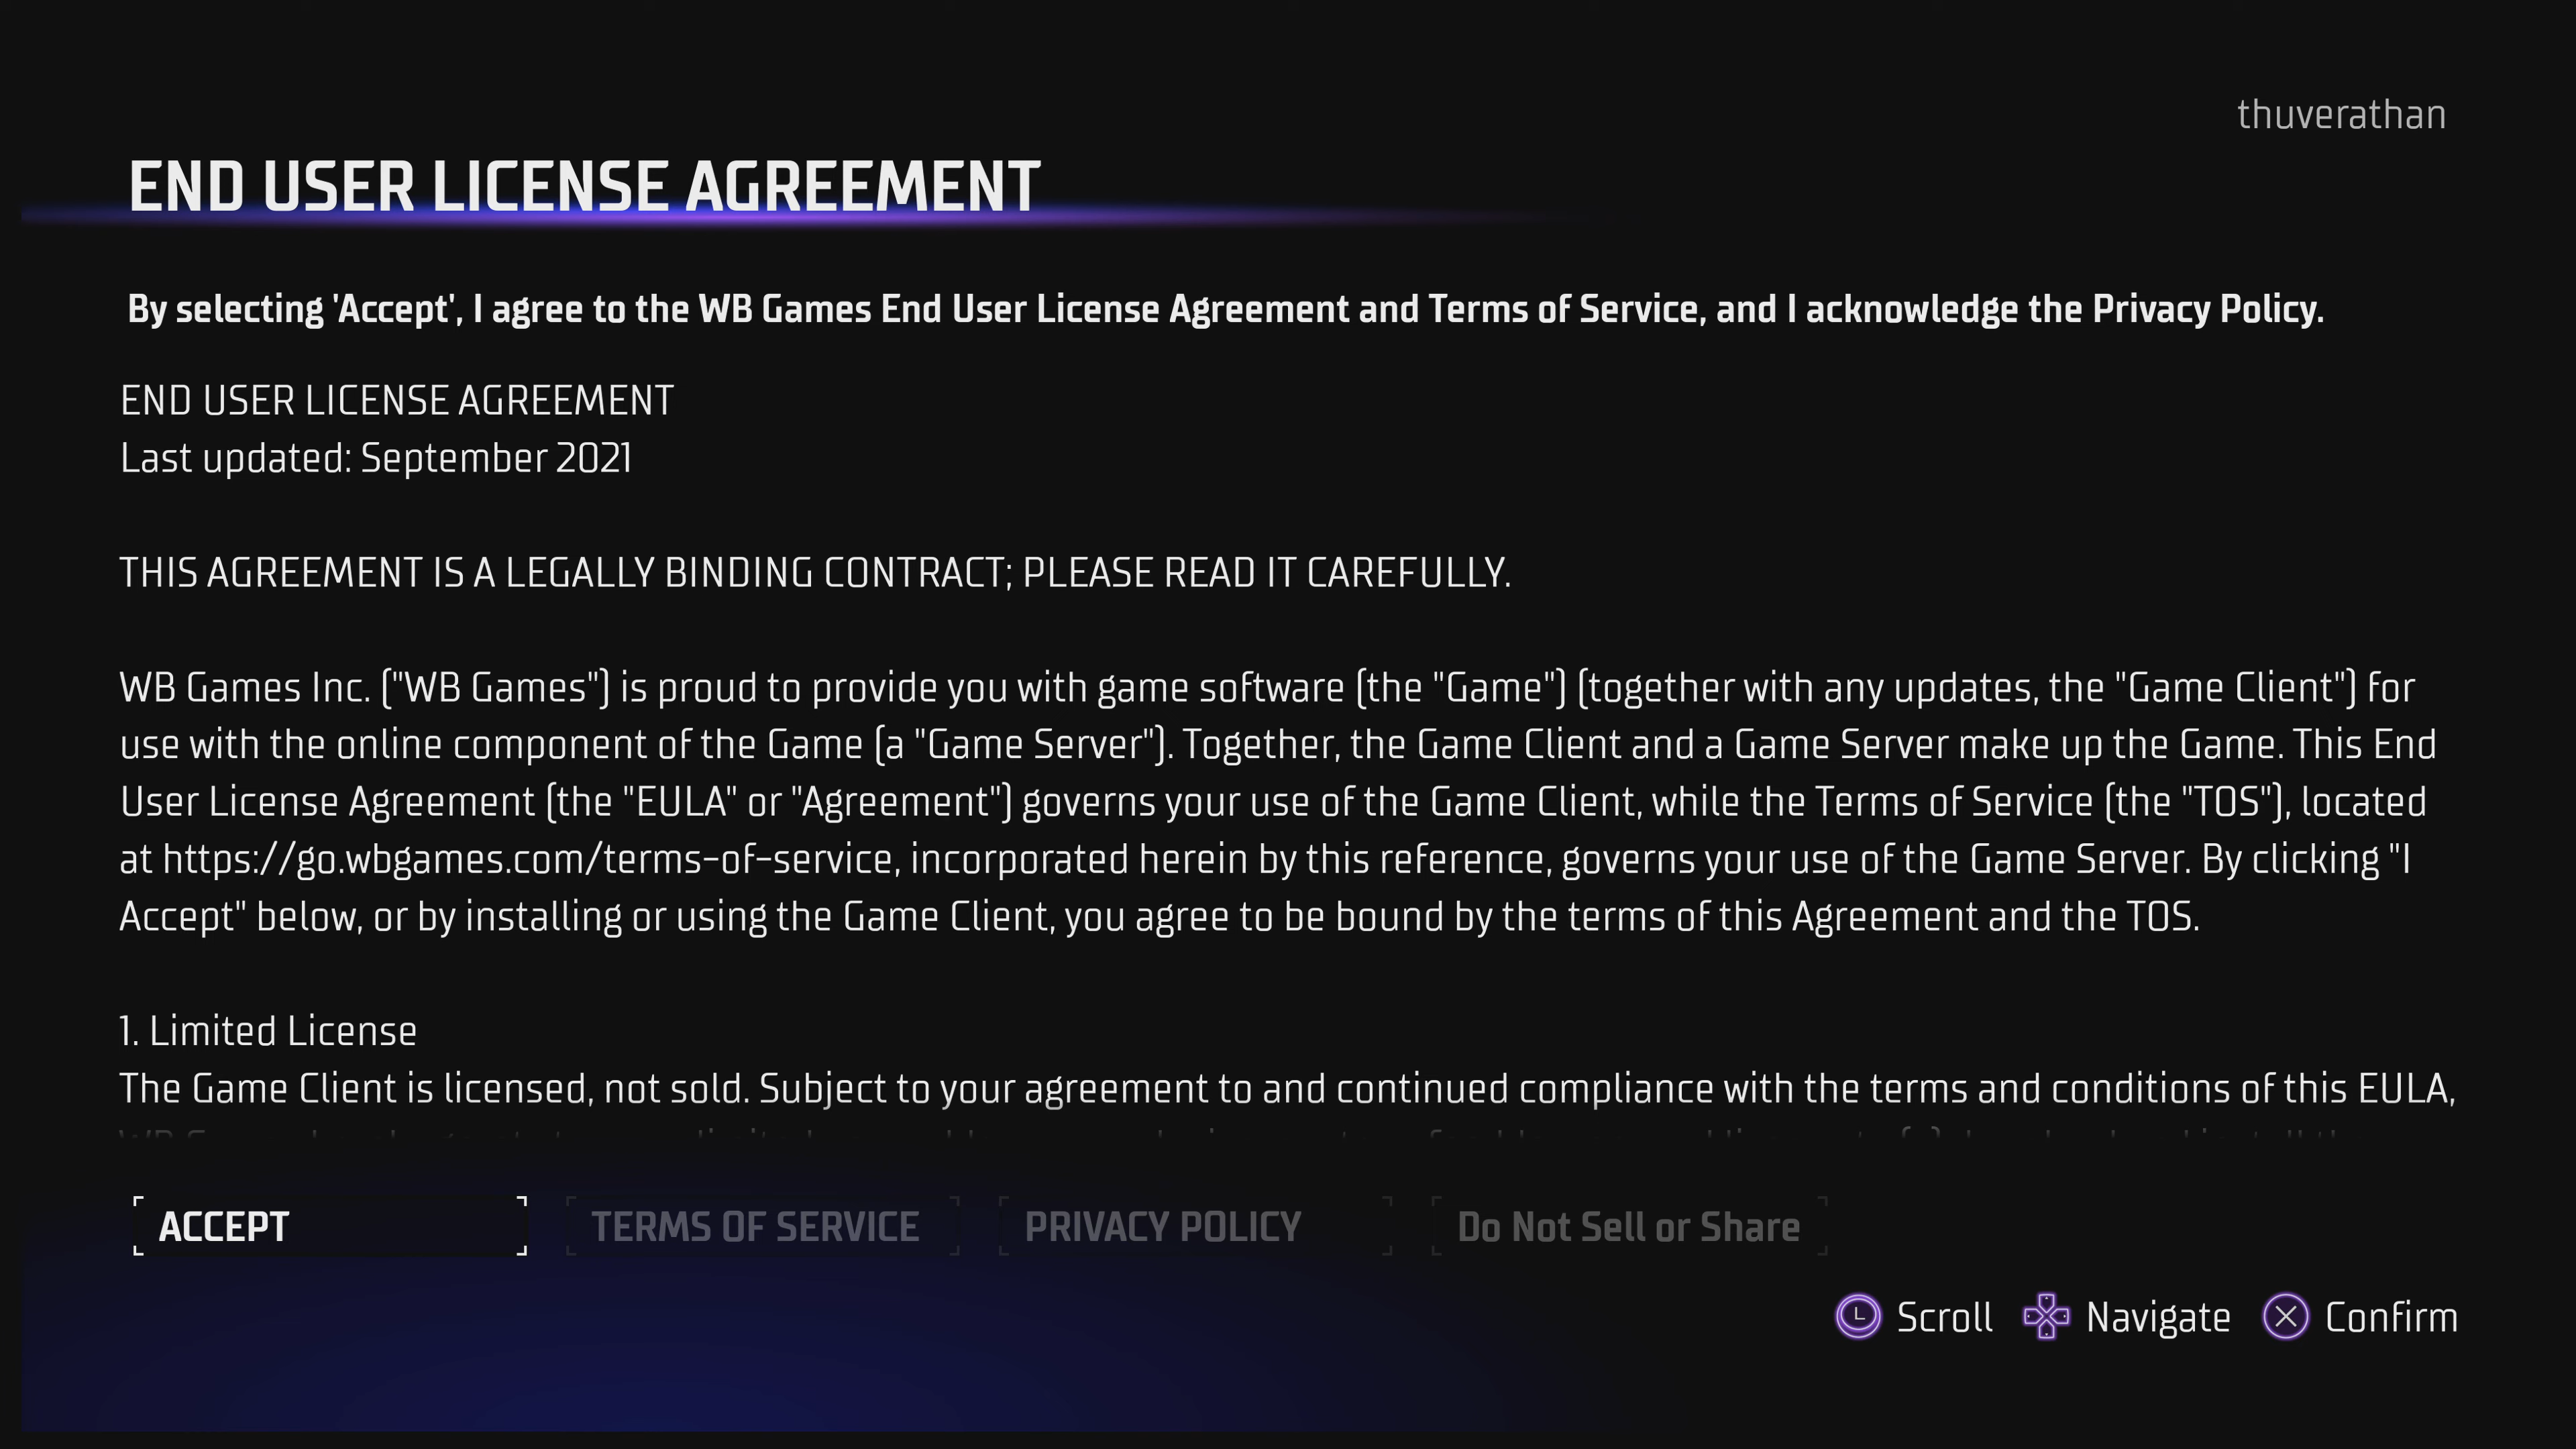 thuverathan
END USER LICENSE AGREEMENT
By selecting 'Accept', I agree to the WB Games End User License Agreement and Terms of Service, and I acknowledge the Privacy Policy.
END USER LICENSE AGREEMENT
Last updated: September 2021
THIS AGREEMENT IS A LEGALLY BINDING CONTRACT; PLEASE READ IT CAREFULLY.
WB Games Inc. ("WB Games") is proud to provide you with game software (the "Game") (together with any updates, the "Game Client") for
use with the online component of the Game (a "Game Server"). Together, the Game Client and a Game Server make up the Game. This End
User License Agreement (the "EULA" or "Agreement") governs your use of the Game Client, while the Terms of Service (the "TOS"), located
at https://go.wbgames.com/terms-of-service, incorporated herein by this reference, governs your use of the Game Server. By clicking "I
Accept" below, or by installing or using the Game Client, you agree to be bound by the terms of this Agreement and the TOS.
1. Limited License
The Game Client is licensed, not sold. Subject to your agreement to and continued compliance with the terms and conditions of this EULA,
ACCEPT
TERMS OF SERVICE
PRIVACY POLICY
Do Not Sell or Share
L Scroll
Navigate
Confirm